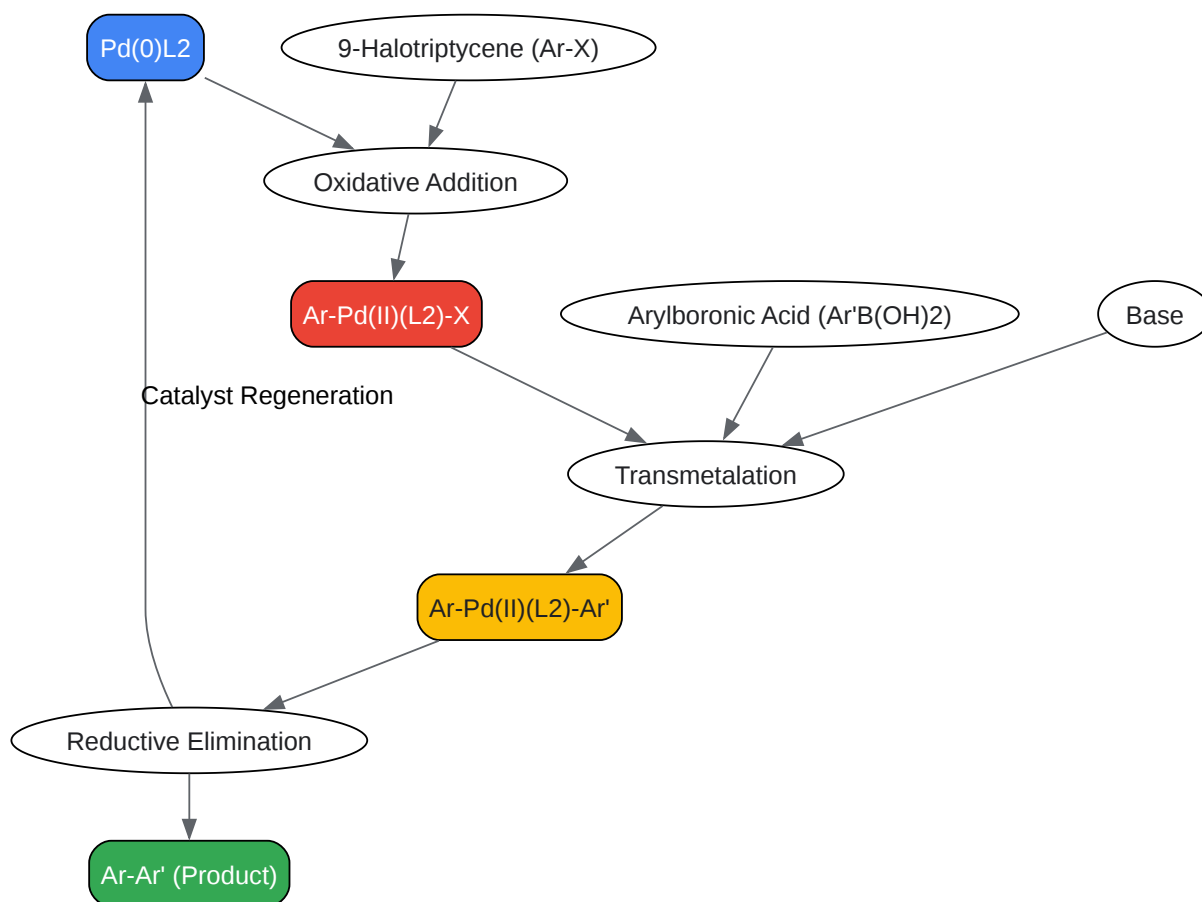 Pd(0)L2
9-Halotriptycene (Ar-X)
Oxidative Addition
Ar-Pd(II)(L2)-X
Arylboronic Acid (Ar'B(OH)2)
Base
Catalyst Regeneration
Transmetalation
Ar-Pd(II)(L2)-Ar'
Reductive Elimination
Ar-Ar' (Product)